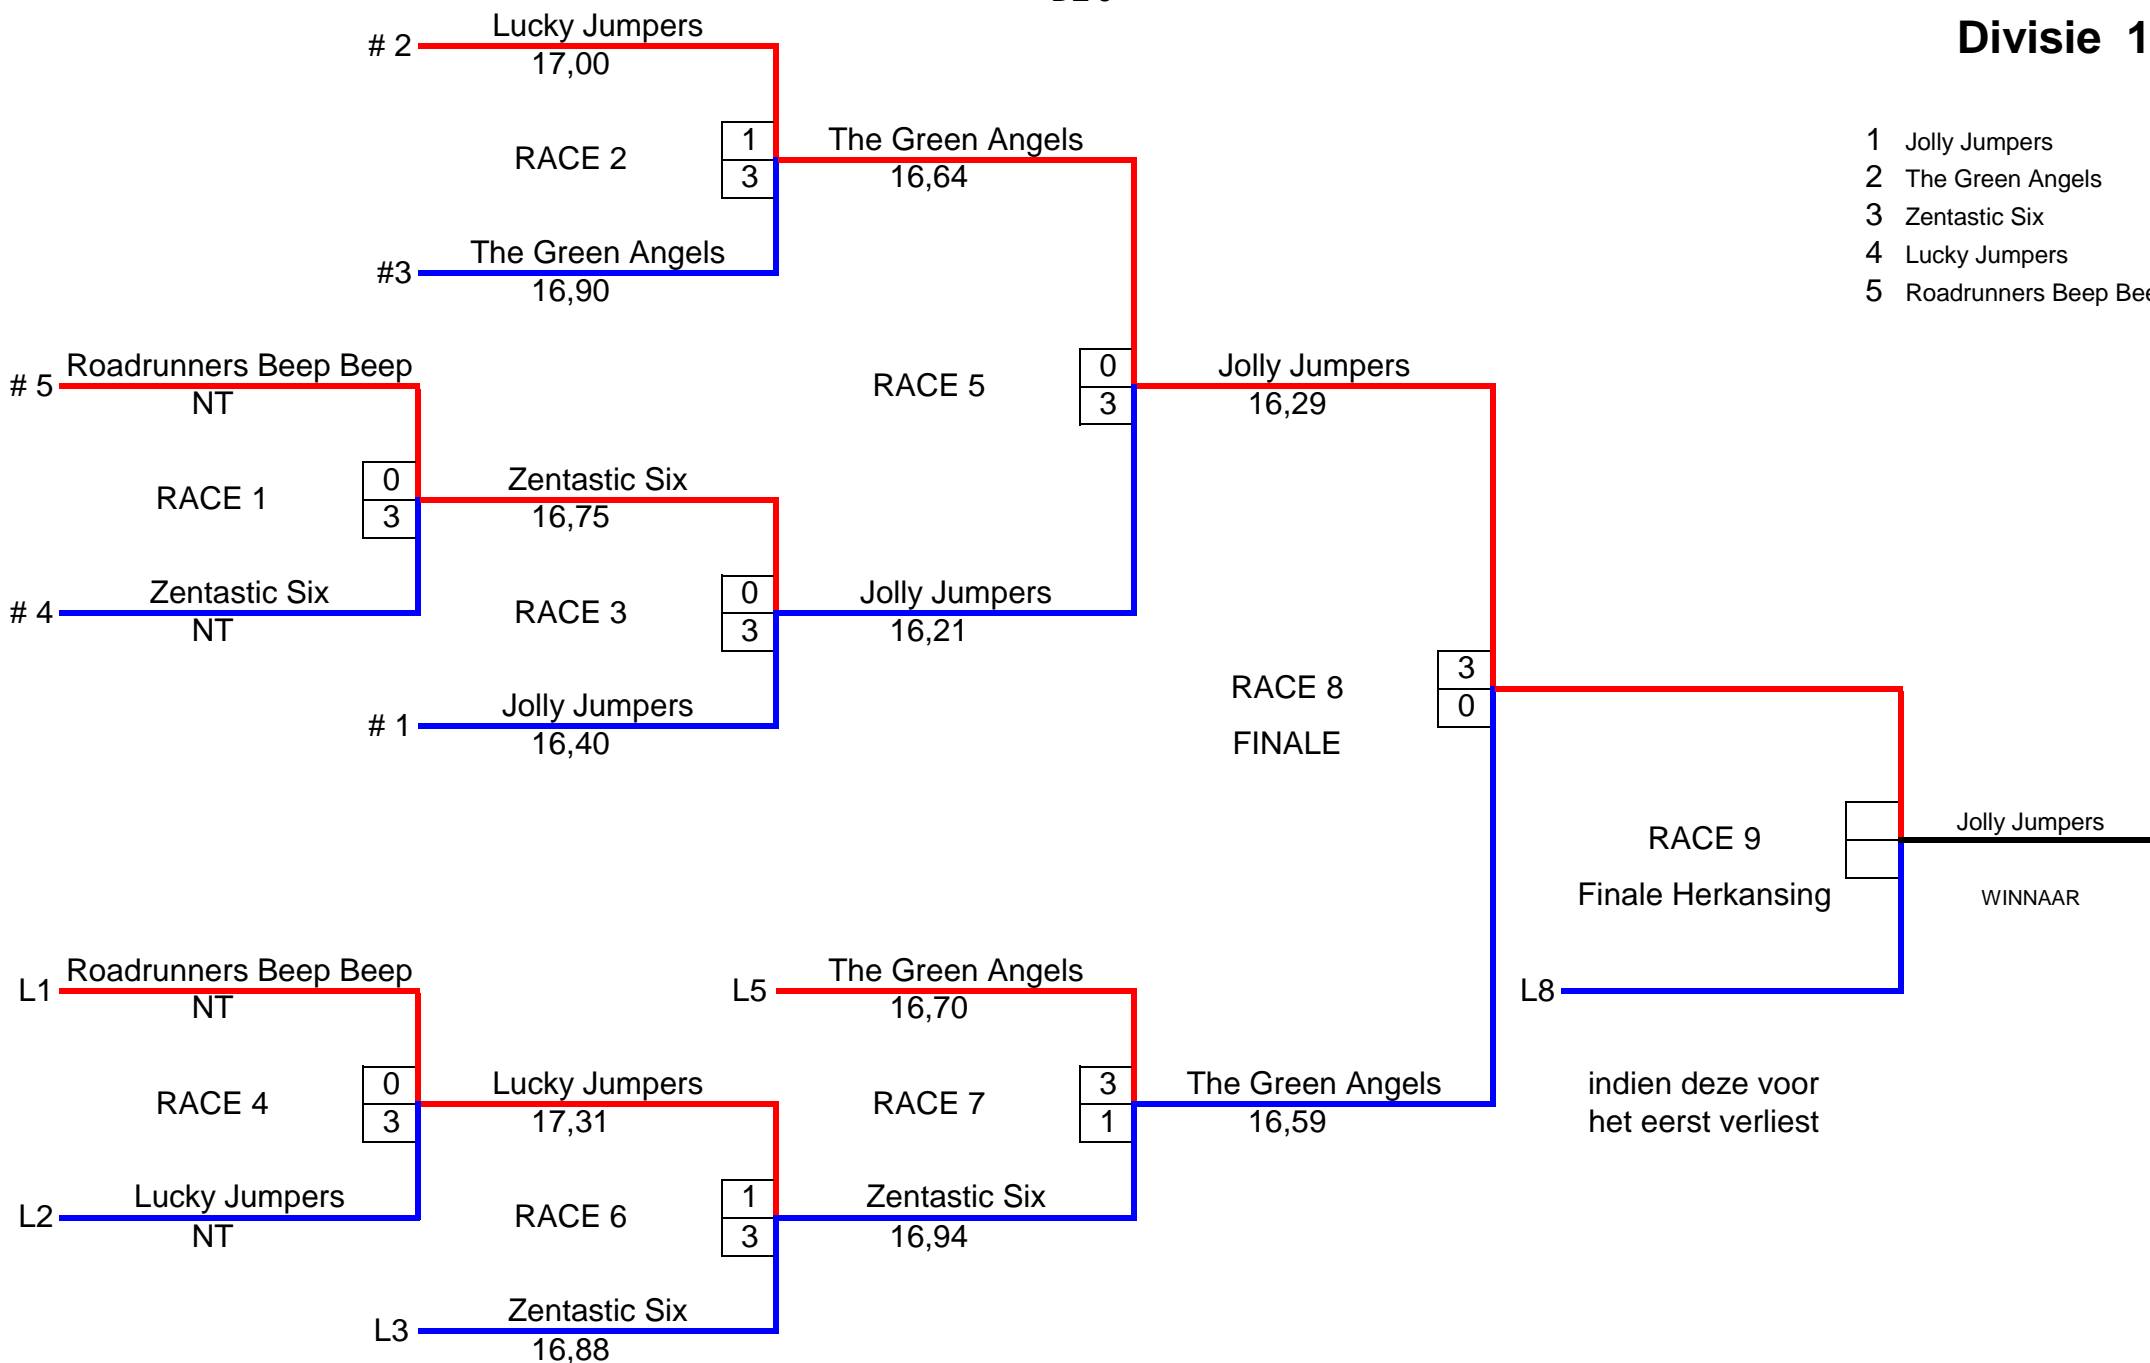 Divisie 1
1 Jolly Jumpers
2 The Green Angels
3 Zentastic Six
4 Lucky Jumpers
5 Roadrunners Beep
# 2 Lucky Jumpers
17,00
RACE 2
1
3
#3 The Green Angels
16,90
The Green Angels
16,64
# 5 Roadrunners Beep Beep
NT
RACE 1
0
3
# 4 Zentastic Six
NT
Zentastic Six
16,75
RACE 3
0
3
# 1 Jolly Jumpers
16,40
Jolly Jumpers
16,21
RACE 5
0
3
Jolly Jumpers
16,29
RACE 8
FINALE
3
0
RACE 9
Finale Herkansing
Jolly Jumpers
WINNAAR
L1 Roadrunners Beep Beep
NT
RACE 4
0
3
L2 Lucky Jumpers
NT
Lucky Jumpers
17,31
RACE 6
1
3
L3 Zentastic Six
16,88
L5 The Green Angels
16,70
RACE 7
3
1
Zentastic Six
16,94
The Green Angels
16,59
L8
indien deze voor
het eerst verliest